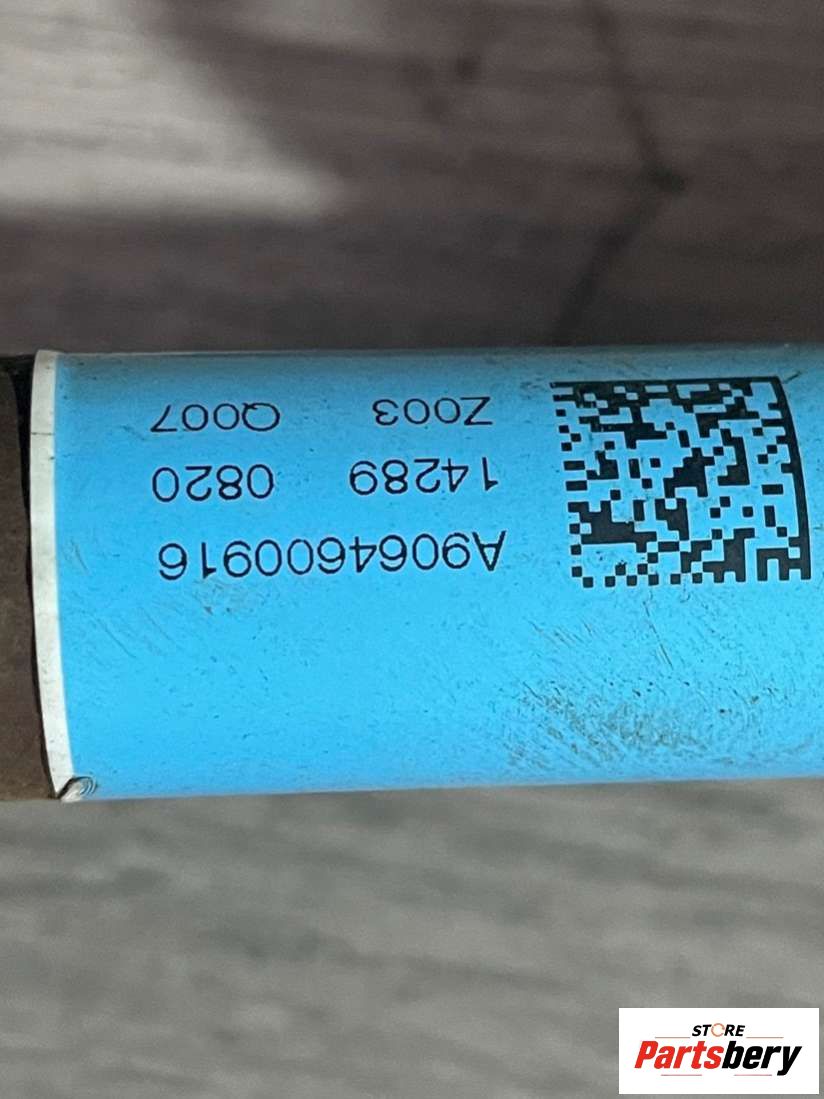 A9064600916
14289 0820
Z003 Q007
STORE
Partsbery